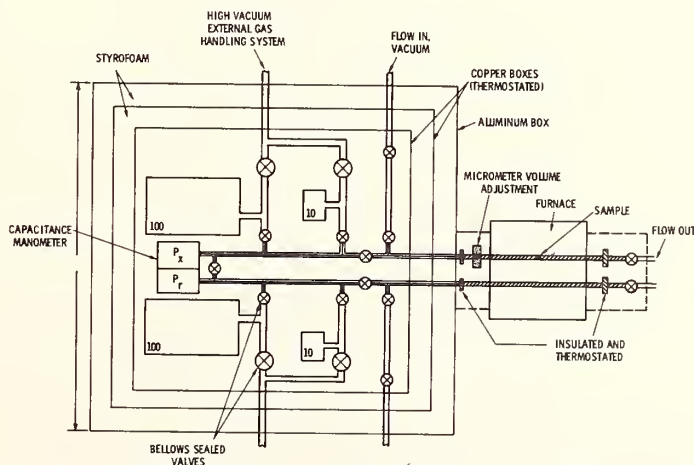 HIGH VACUUM
EXTERNAL GAS
HANDLING SYSTEM
FLOW IN,
VACUUM
STYROFOAM
COPPER BOXES
(THERMOSTATED)
ALUMINUM BOX
MICROMETER VOLUME
ADJUSTMENT
FURNACE
SAMPLE
FLOW OUT
100
10
CAPACITANCE
MANOMETER
Px
Pr
100
10
INSULATED AND
THERMOSTATED
BELLOWS SEALED
VALVES